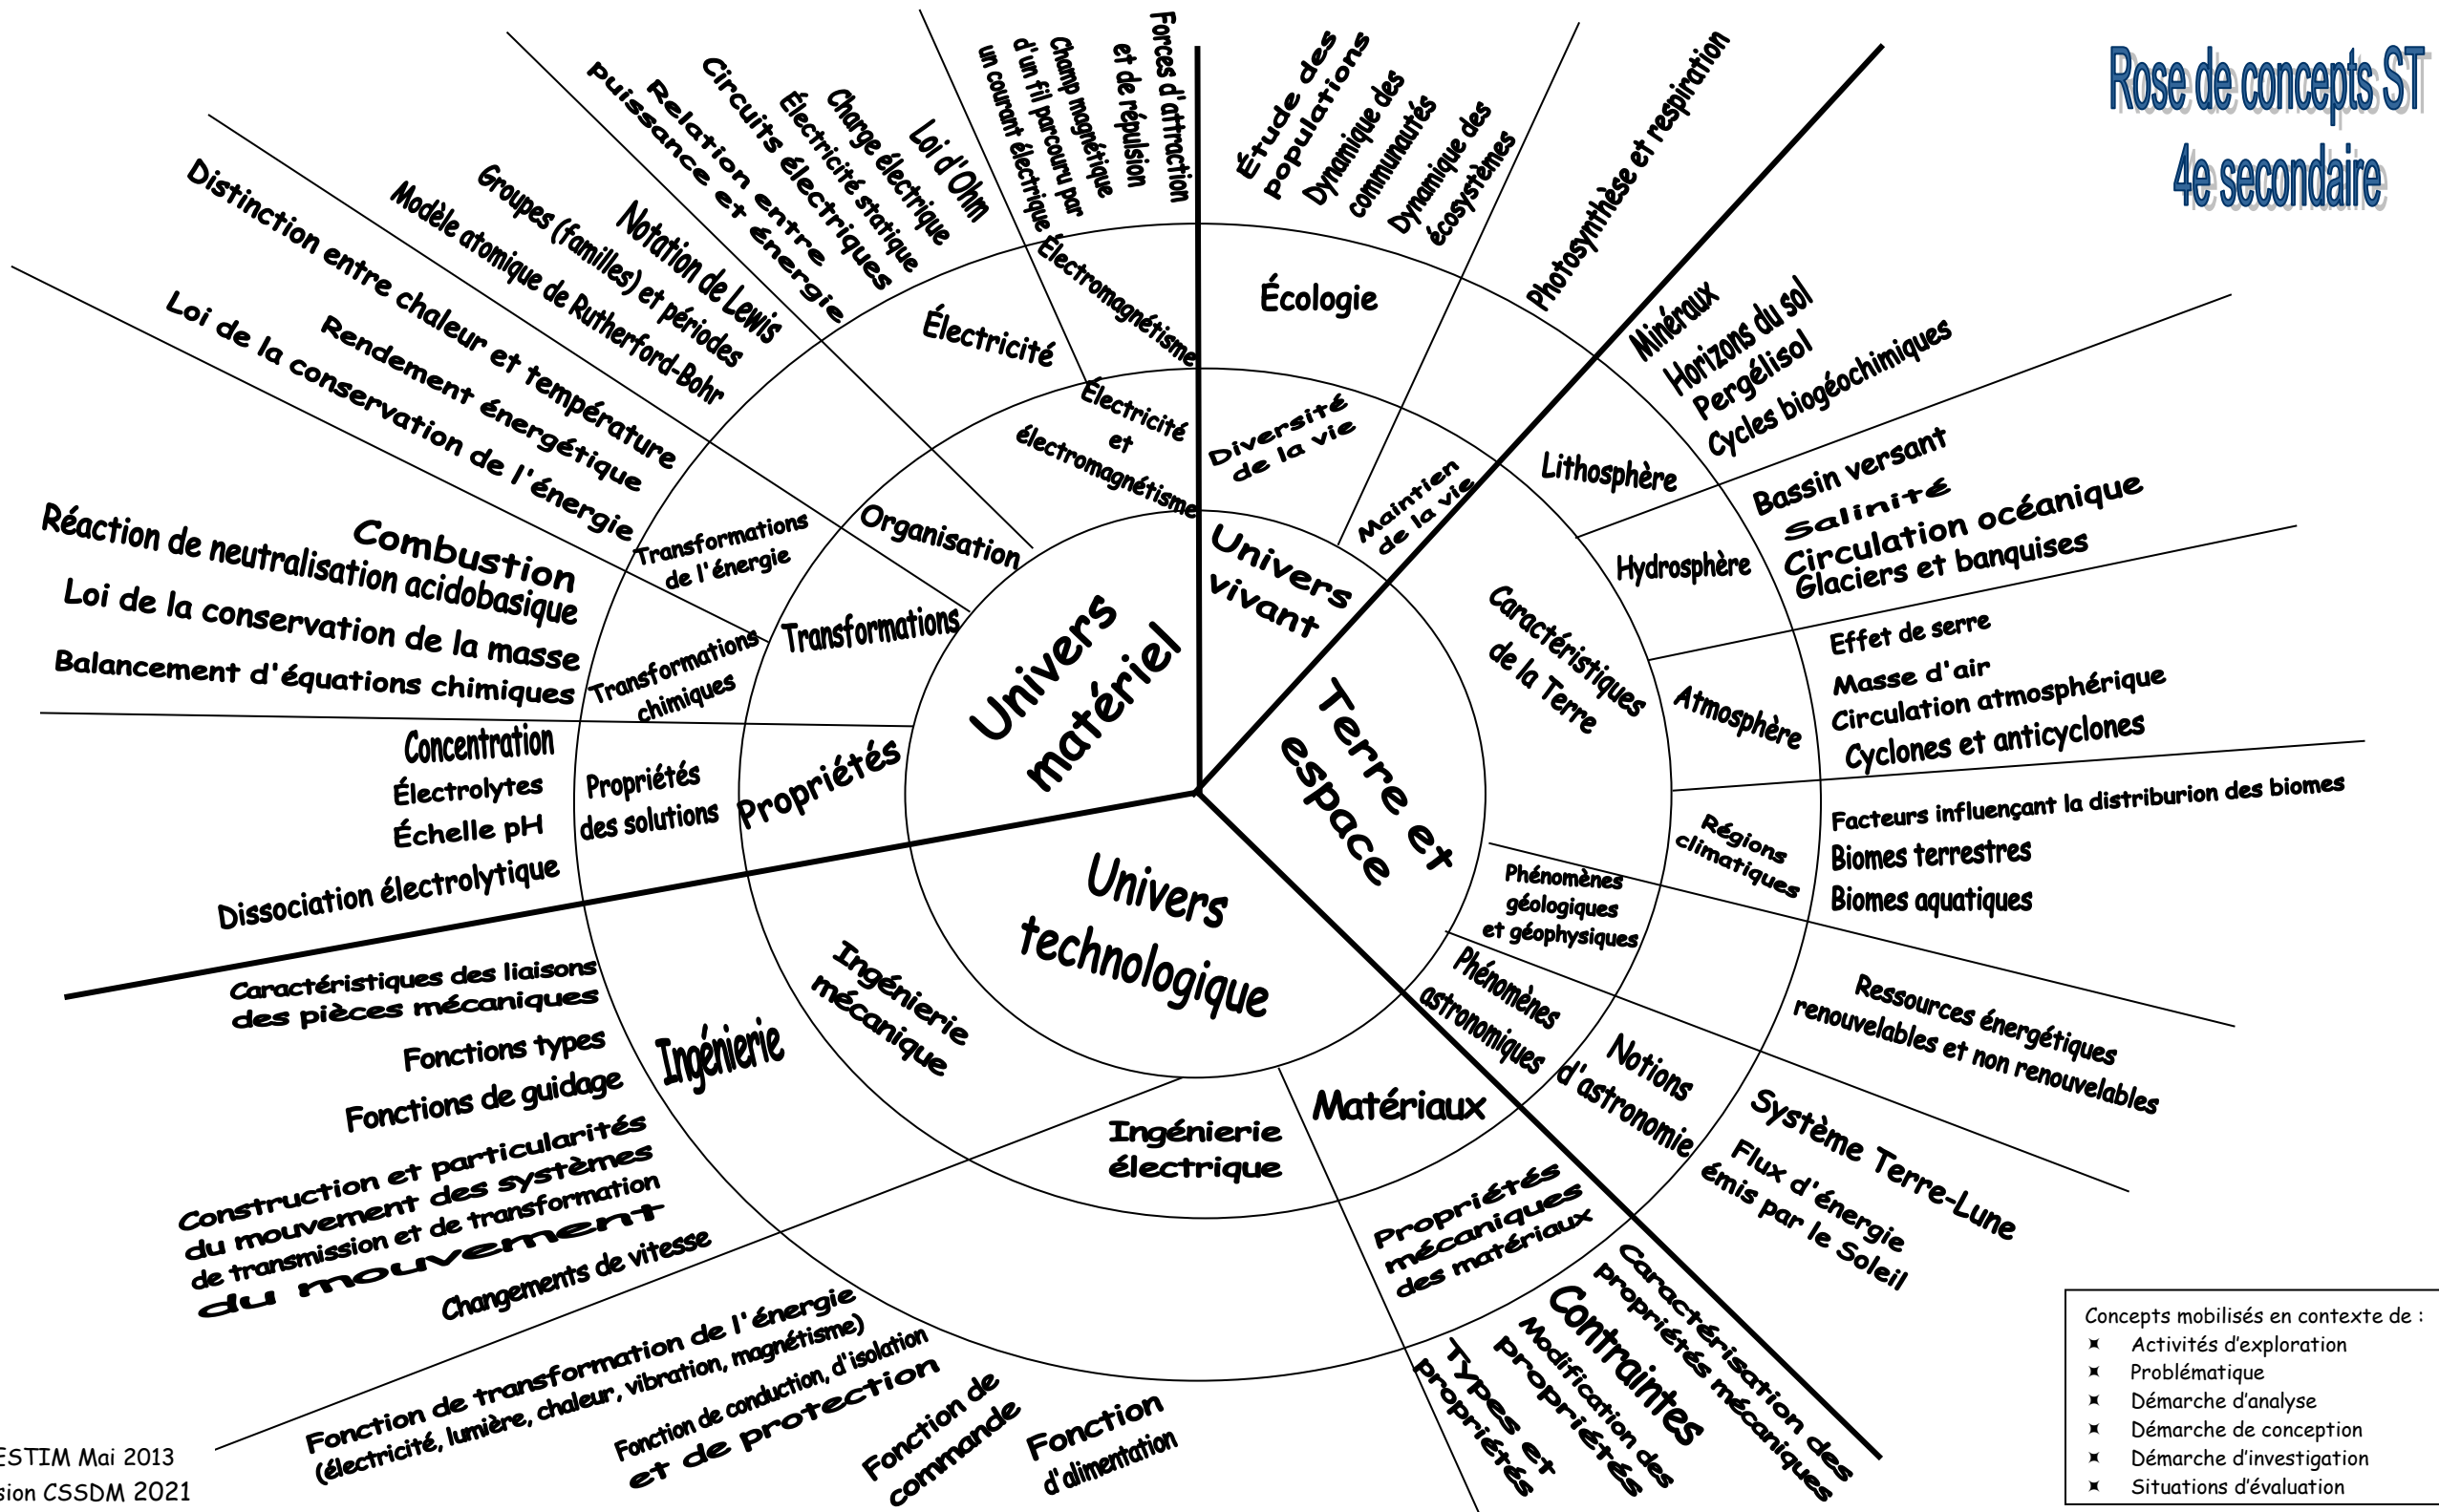 Rose de concepts ST
4e secondaire
Univers
vivant
Diversité
de la vie
Écologie
Étude des
populations
Dynamique des
communautés
Dynamique des
écosystèmes
Maintien
de la vie
Photosynthèse et respiration
Terre et
espace
Caractéristiques
de la Terre
Lithosphère
Minéraux
Horizons du sol
Pergélisol
Cycles biogéochimiques
Hydrosphère
Bassin versant
Salinité
Circulation océanique
Glaciers et banquises
Atmosphère
Effet de serre
Masse d'air
Circulation atmosphérique
Cyclones et anticyclones
Régions
climatiques
Facteurs influençant la distriburion des biomes
Biomes terrestres
Biomes aquatiques
Phénomènes
géologiques
et géophysiques
Ressources énergétiques
renouvelables et non renouvelables
Phénomènes
astronomiques
Notions
d'astronomie
Système Terre-Lune
Flux d'énergie
émis par le Soleil
Univers
technologique
Matériaux
Propriétés
mécaniques
des matériaux
Caractérisation des
propriétés mécaniques
Contraintes
Modification des
propriétés
Types et
propriétés
Ingénierie
électrique
Fonction
d'alimentation
Fonction de
commande
Fonction de conduction, d'isolation
et de protection
Fonction de transformation de l'énergie
(électricité, lumière, chaleur, vibration, magnétisme)
Ingénierie
mécanique
Ingénierie
Caractéristiques des liaisons
des pièces mécaniques
Fonctions types
Fonctions de guidage
Construction et particularités
du mouvement des systèmes
de transmission et de transformation
du mouvement
Changements de vitesse
Univers
matériel
Propriétés
Propriétés
des solutions
Concentration
Électrolytes
Échelle pH
Dissociation électrolytique
Transformations
Transformations
chimiques
Combustion
Réaction de neutralisation acidobasique
Loi de la conservation de la masse
Balancement d'équations chimiques
Transformations
de l'énergie
Distinction entre chaleur et température
Rendement énergétique
Loi de la conservation de l'énergie
Organisation
Notation de Lewis
Groupes (familles) et périodes
Modèle atomique de Rutherford-Bohr
Électricité
et
électromagnétisme
Électricité
Relation entre
puissance et énergie
Circuits électriques
Électricité statique
Charge électrique
Loi d'Ohm
Électromagnétisme
Champ magnétique
d'un fil parcouru par
un courant électrique
Forces d'attraction
et de répulsion
Concepts mobilisés en contexte de :
Activités d'exploration
Problématique
Démarche d'analyse
Démarche de conception
Démarche d'investigation
Situations d'évaluation
ESTIM Mai 2013
sion CSSDM 2021